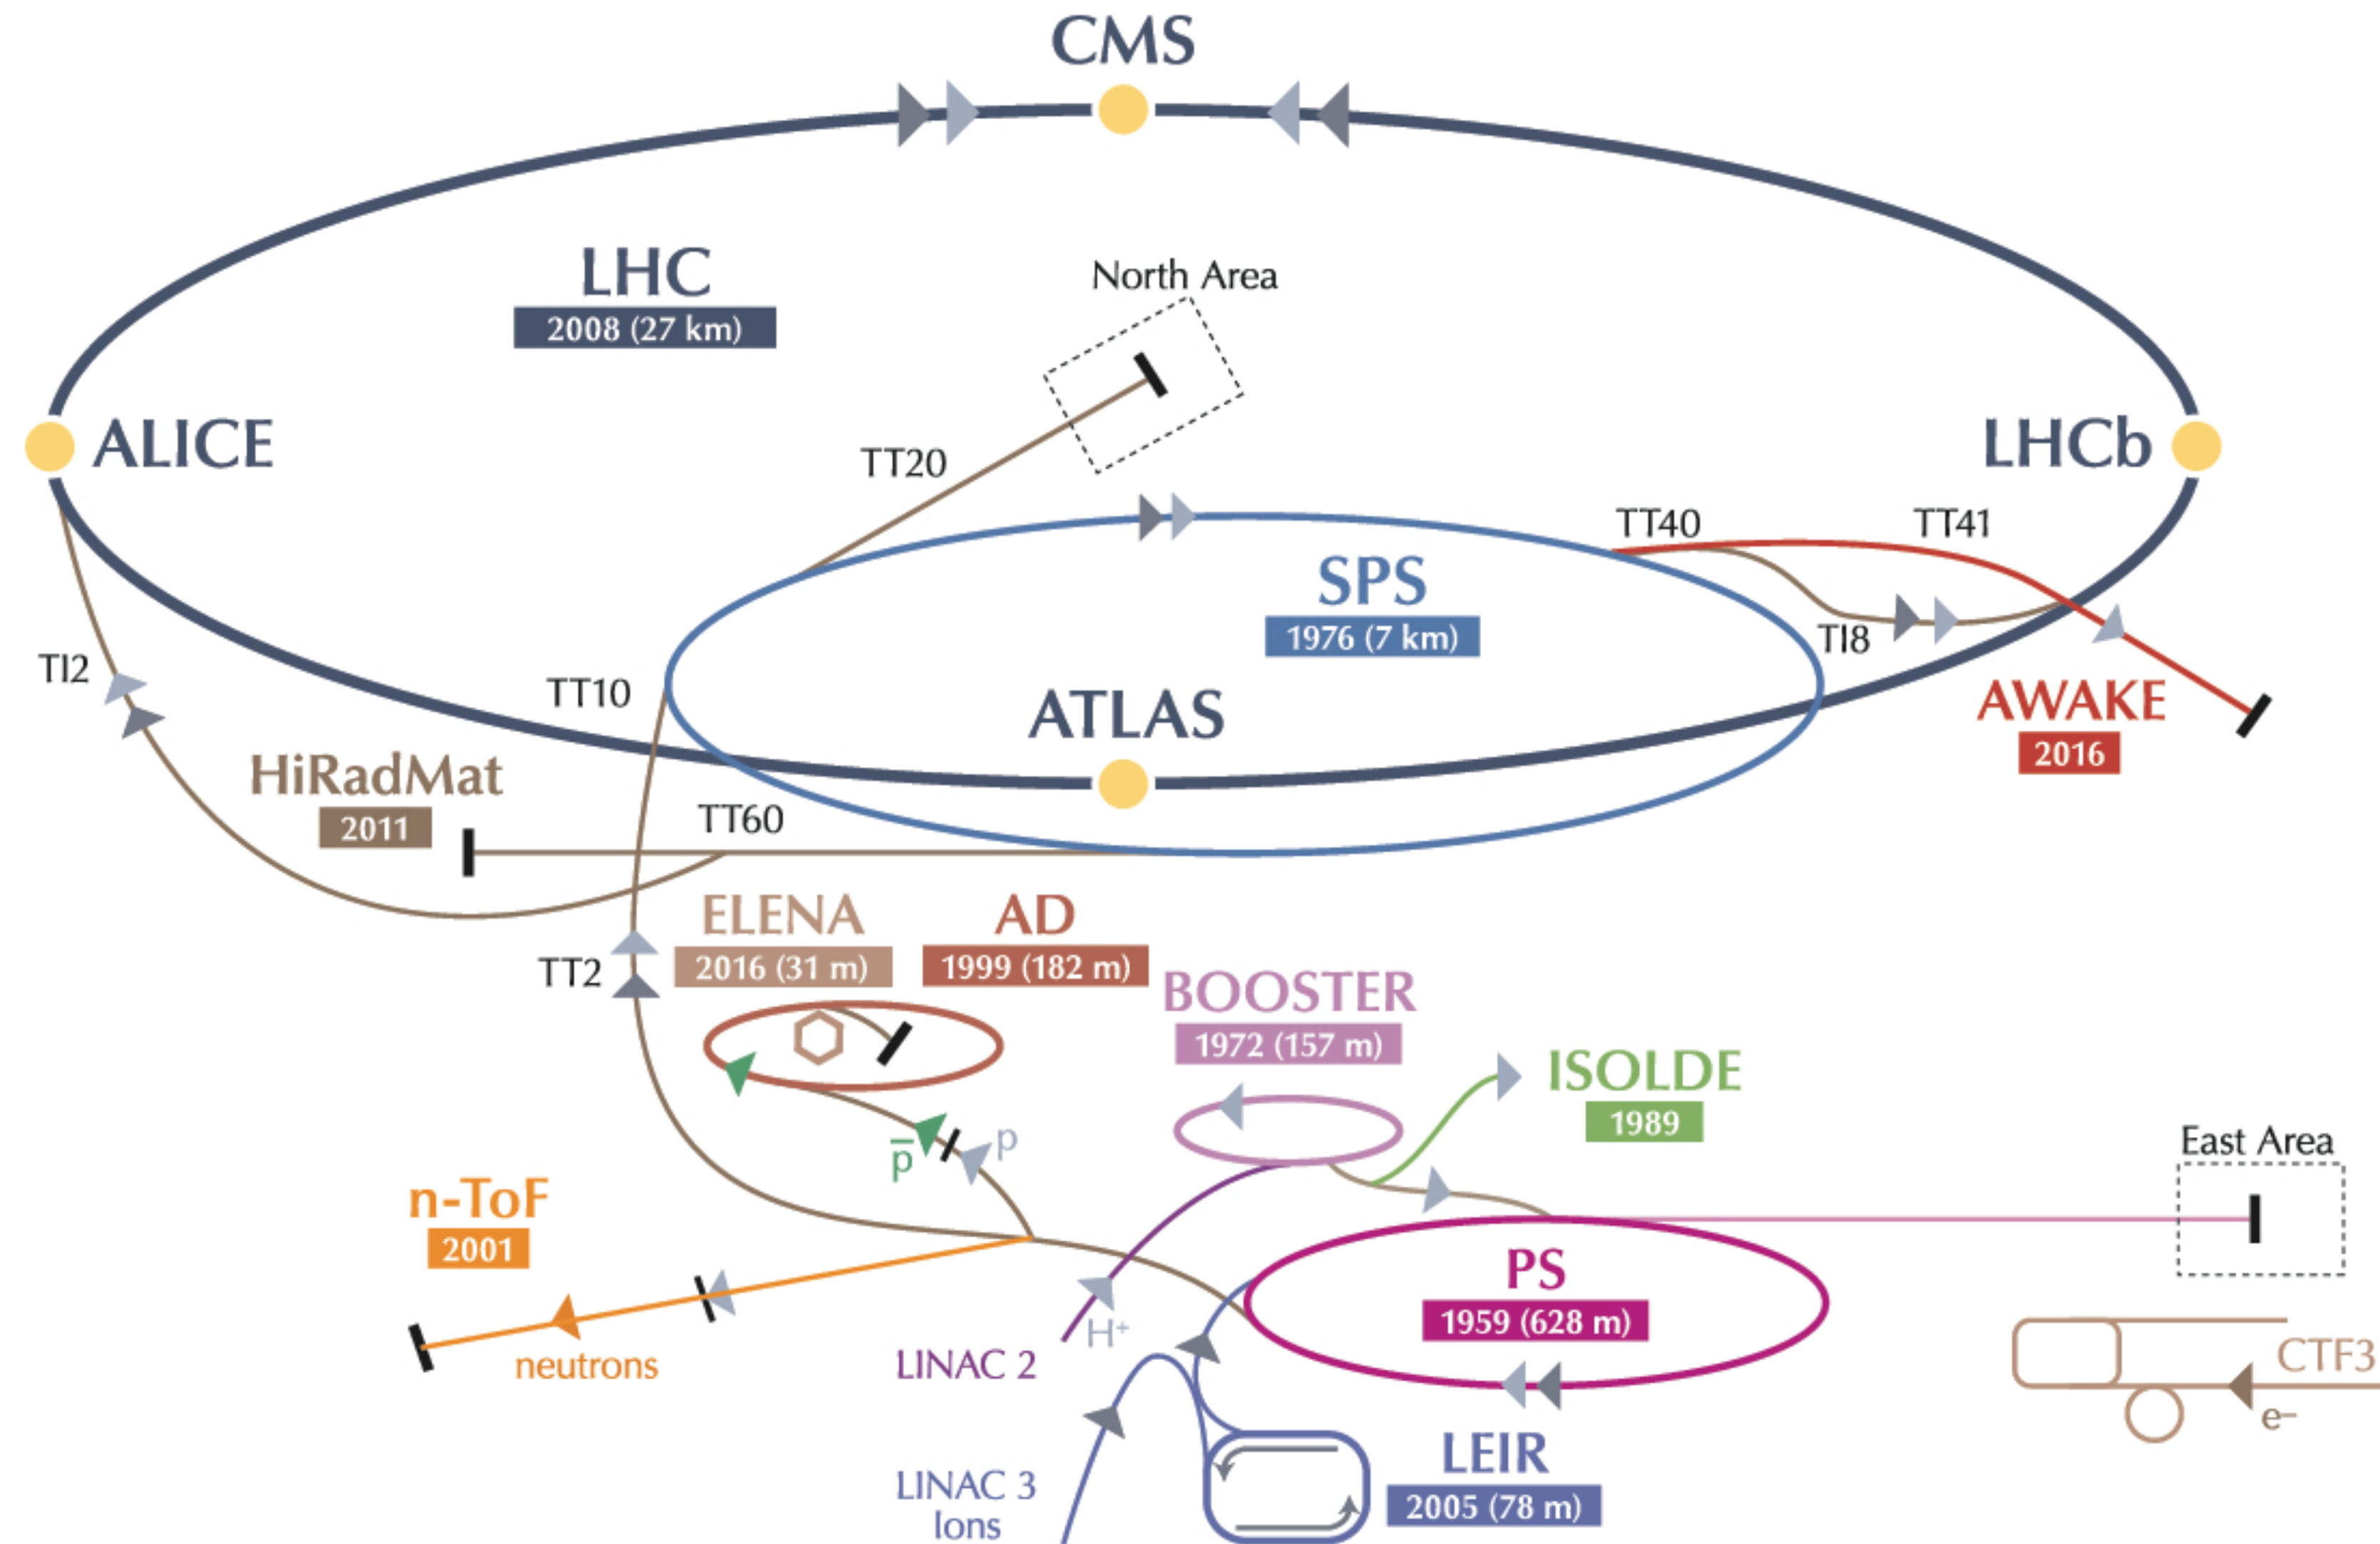 CMS
LHC
2008 (27 km)
North Area
ALICE
LHCb
TT20
TT40
TT41
SPS
1976 (7 km)
TI8
TI2
TT10
ATLAS
AWAKE
2016
HiRadMat
2011
TT60
ELENA
2016 (31 m)
AD
1999 (182 m)
TT2
BOOSTER
1972 (157 m)
ISOLDE
1989
p
p̅
East Area
n-ToF
2001
PS
1959 (628 m)
H⁺
neutrons
LINAC 2
CTF3
e–
LEIR
2005 (78 m)
LINAC 3
Ions